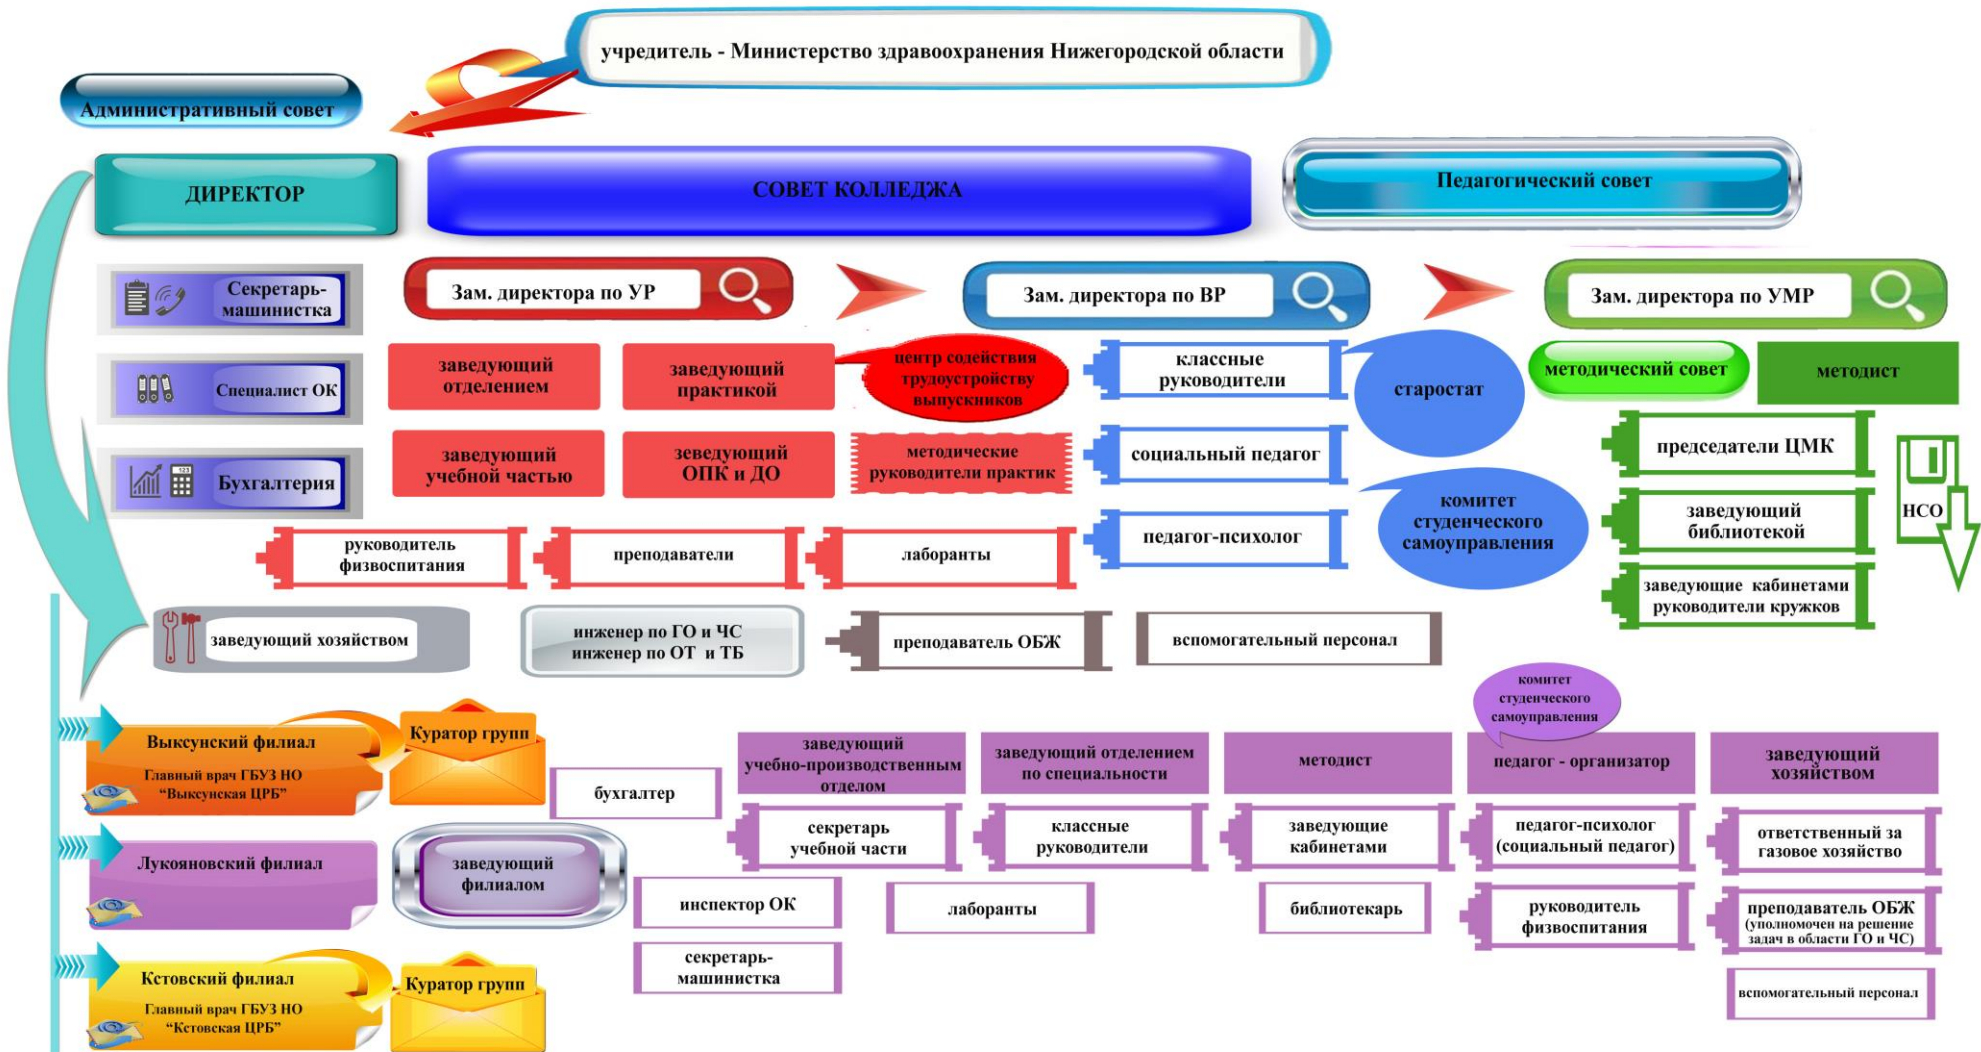 учредитель - Министерство здравоохранения Нижегородской области
Административный совет
ДИРЕКТОР
СОВЕТ КОЛЛЕДЖА
Педагогический совет
Секретарь-
машинистка
Специалист ОК
123
Бухгалтерия
Зам. директора по УР
Зам. директора по ВР
Зам. директора по УМР
заведующий
отделением
заведующий
практикой
центр содействия
трудоустройству
выпускников
заведующий
учебной частью
зеведующий
ОПК и ДО
методические
руководители практик
руководитель
физвоспитания
преподаватели
лаборанты
классные
руководители
старостат
социальный педагог
педагог-психолог
комитет
студенческого
самоуправления
методический совет
методист
председатели ЦМК
заведующий
библиотекой
заведующие кабинетами
руководители кружков
НСО
заведующий хозяйством
инженер по ГО и ЧС
инженер по ОТ и ТБ
преподаватель ОБЖ
вспомогательный персонал
Выксунский филиал
Главный врач ГБУЗ НО
“Выксунская ЦРБ”
Куратор групп
Лукояновский филиал
заведующий
филиалом
Кстовский филиал
Главный врач ГБУЗ НО
“Кстовская ЦРБ”
Куратор групп
бухгалтер
инспектор ОК
секретарь-
машинистка
заведующий
учебно-производственным
отделом
секретарь
учебной части
заведующий отделением
по специальности
классные
руководители
лаборанты
методист
заведующие
кабинетами
библиотекарь
комитет
студенческого
самоуправления
педагог - организатор
педагог-психолог
(социальный педагог)
руководитель
физвоспитания
заведующий
хозяйством
ответственный за
газовое хозяйство
преподаватель ОБЖ
(уполномочен на решение
задач в области ГО и ЧС)
вспомогательный персонал